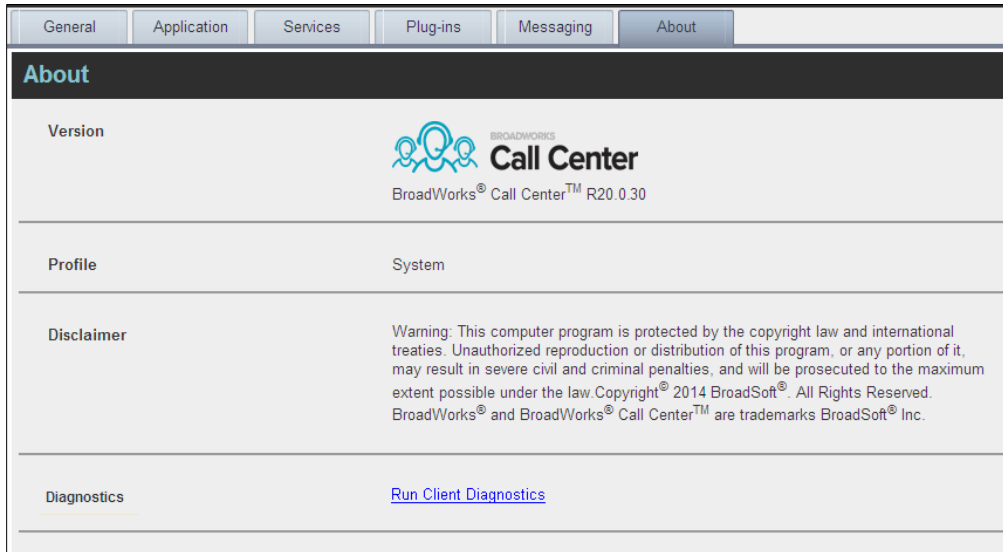 General Application Services Plug-ins Messaging About
About
Version
BROADWORKS
Call Center
BroadWorks® Call Center™ R20.0.30
Profile System
Disclaimer
Warning: This computer program is protected by the copyright law and international
treaties. Unauthorized reproduction or distribution of this program, or any portion of it,
may result in severe civil and criminal penalties, and will be prosecuted to the maximum
extent possible under the law.Copyright® 2014 BroadSoft®. All Rights Reserved.
BroadWorks® and BroadWorks® Call Center™ are trademarks BroadSoft® Inc.
Diagnostics Run Client Diagnostics